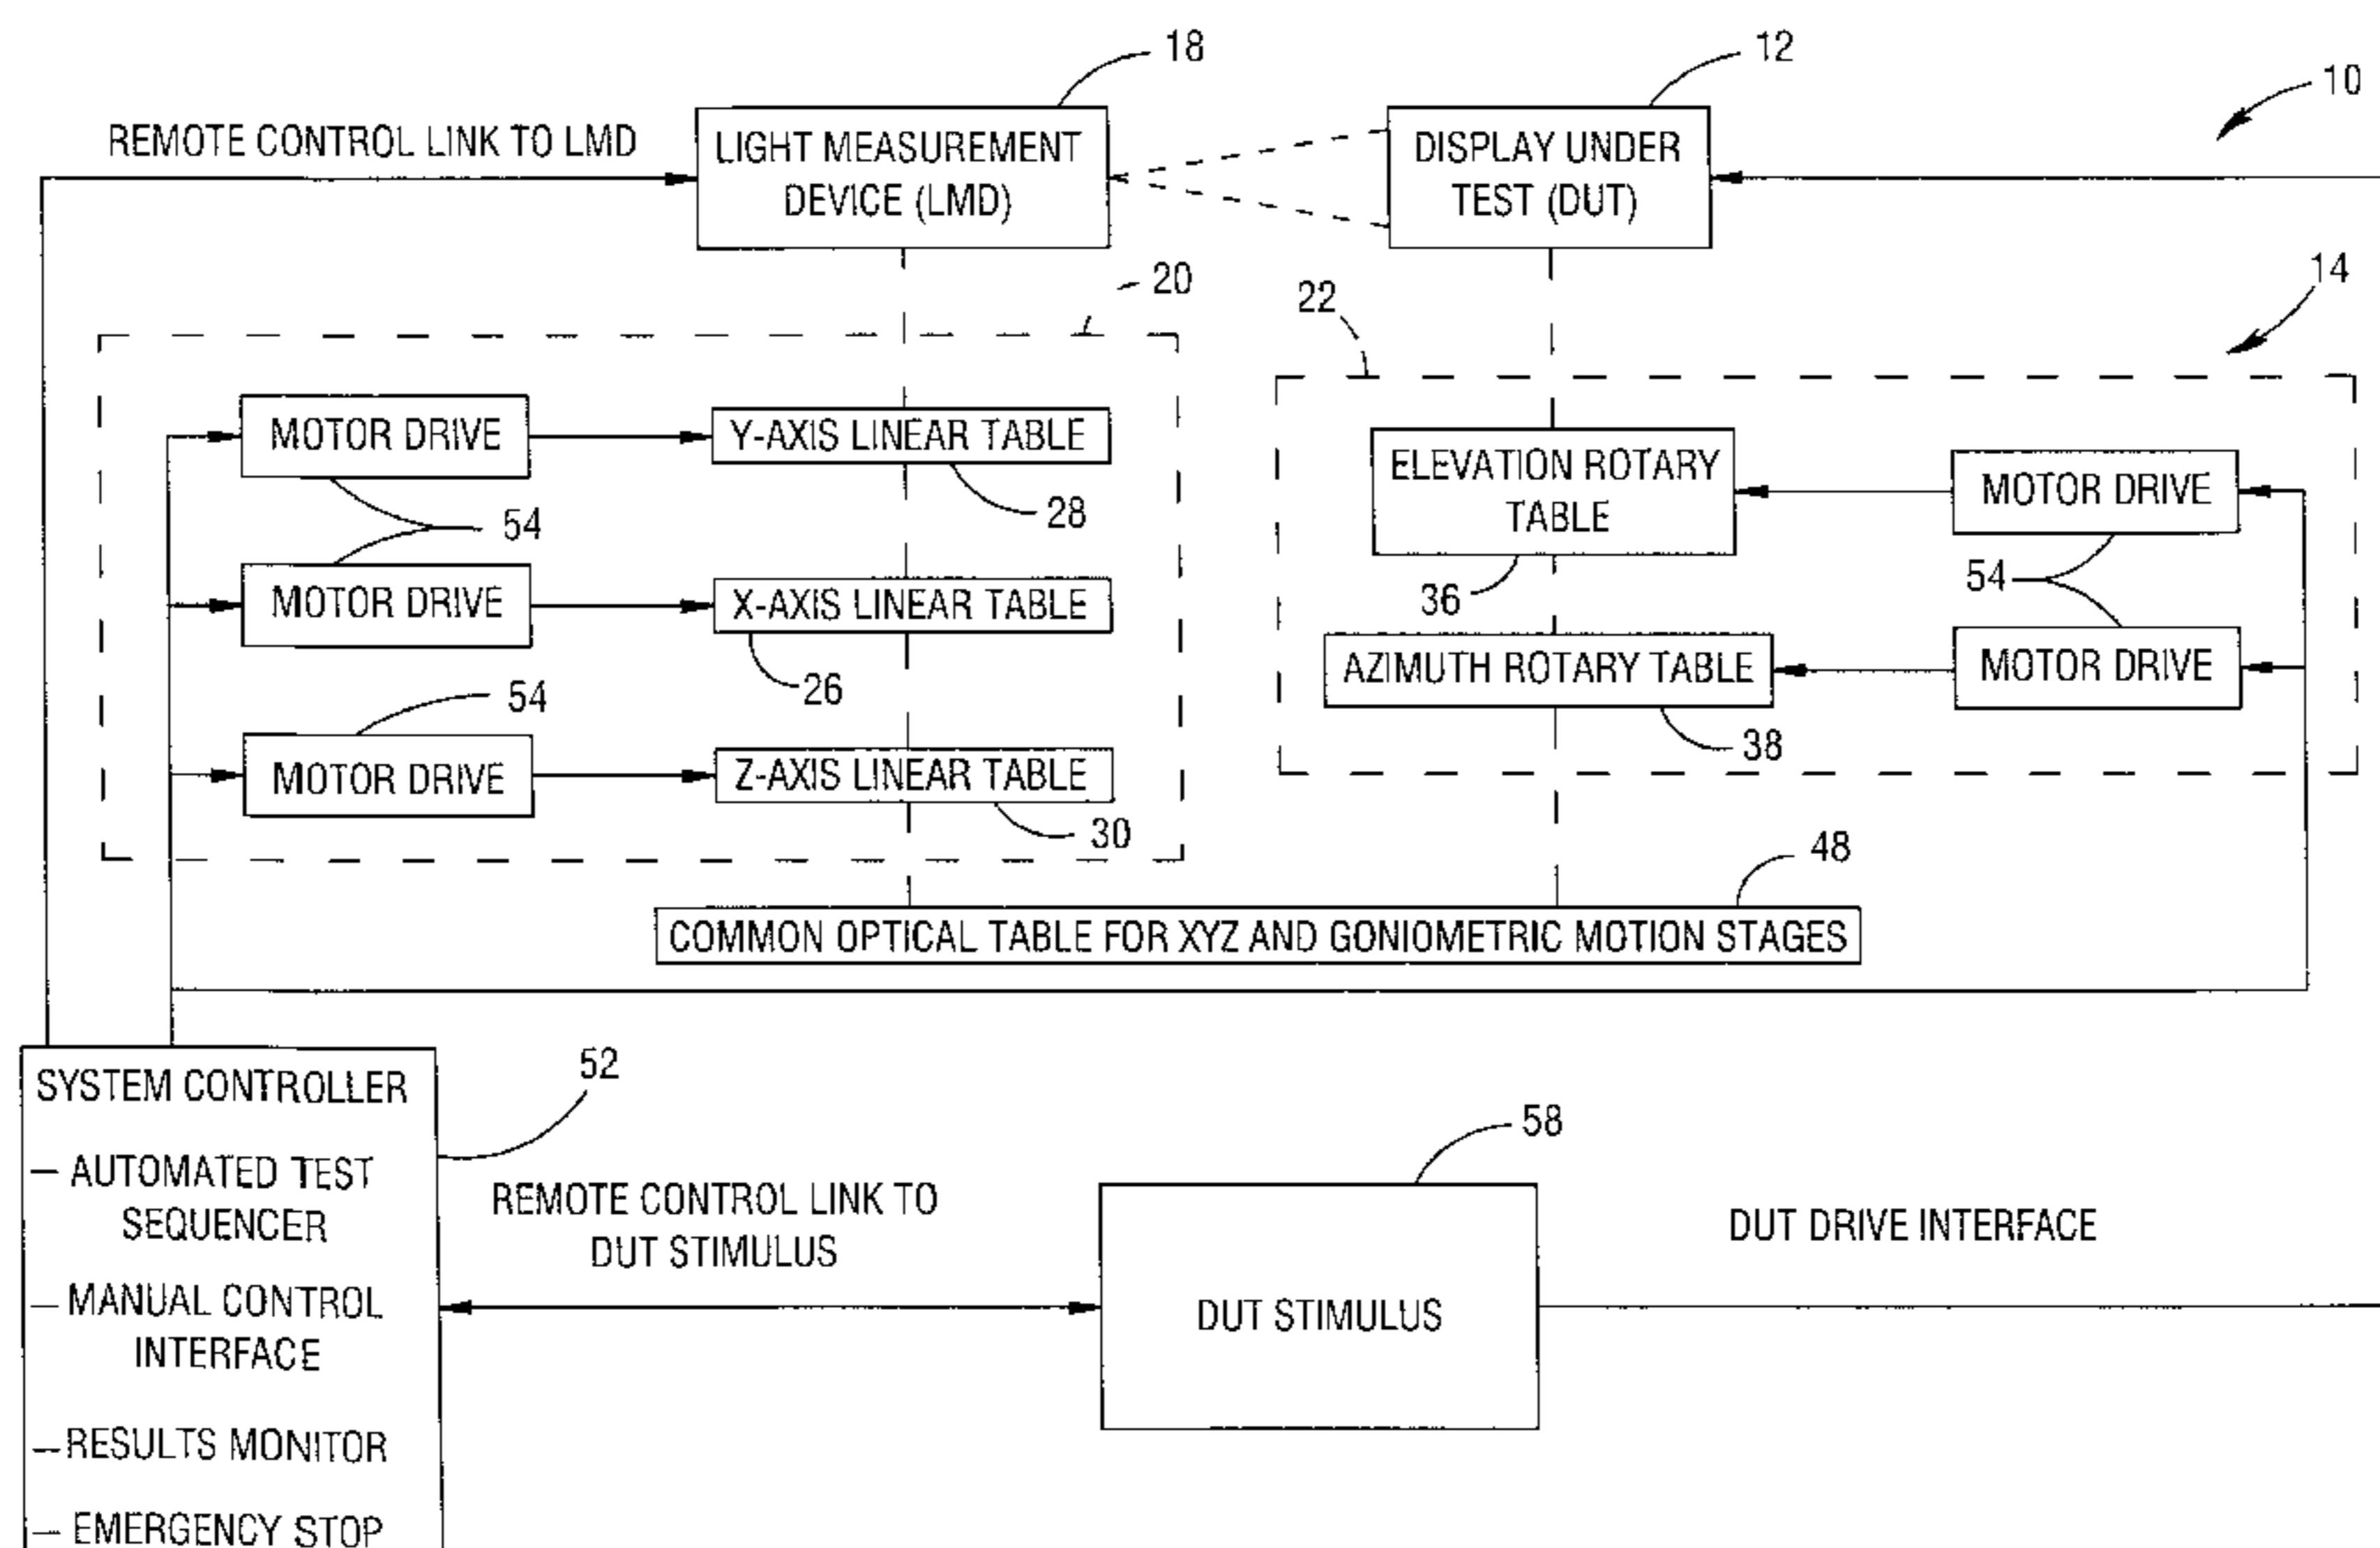 18
12
10
REMOTE CONTROL LINK TO LMD
LIGHT MEASUREMENT
DEVICE (LMD)
DISPLAY UNDER
TEST (DUT)
20
22
14
MOTOR DRIVE
Y-AXIS LINEAR TABLE
28
54
MOTOR DRIVE
X-AXIS LINEAR TABLE
26
54
MOTOR DRIVE
Z-AXIS LINEAR TABLE
30
ELEVATION ROTARY
TABLE
MOTOR DRIVE
36
54
AZIMUTH ROTARY TABLE
MOTOR DRIVE
38
48
COMMON OPTICAL TABLE FOR XYZ AND GONIOMETRIC MOTION STAGES
SYSTEM CONTROLLER
52
– AUTOMATED TEST
SEQUENCER
– MANUAL CONTROL
INTERFACE
– RESULTS MONITOR
– EMERGENCY STOP
REMOTE CONTROL LINK TO
DUT STIMULUS
58
DUT STIMULUS
DUT DRIVE INTERFACE